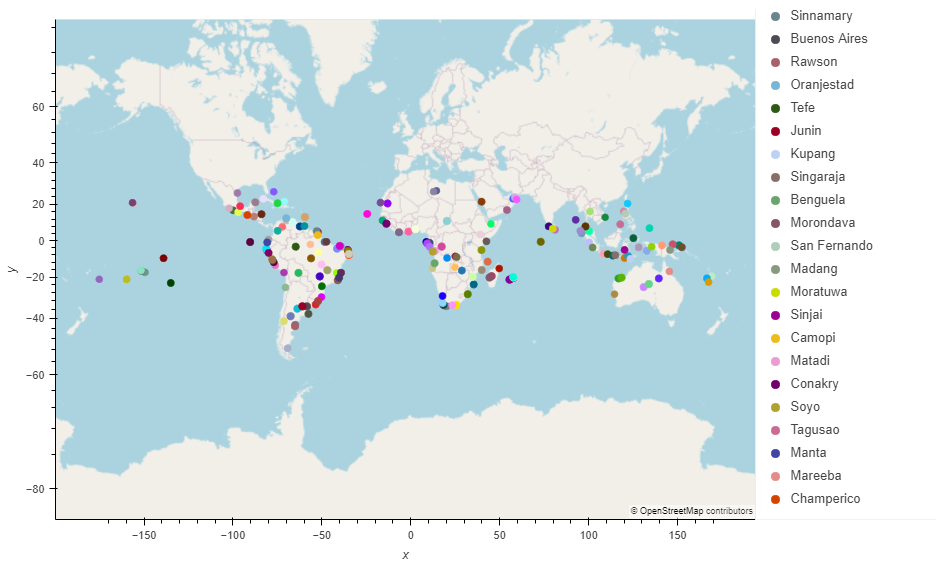 60
40
20
0
−20
−40
−60
−80
y
−150
−100
−50
0
50
100
150
x
© OpenStreetMap contributors
Sinnamary
Buenos Aires
Rawson
Oranjestad
Tefe
Junin
Kupang
Singaraja
Benguela
Morondava
San Fernando
Madang
Moratuwa
Sinjai
Camopi
Matadi
Conakry
Soyo
Tagusao
Manta
Mareeba
Champerico